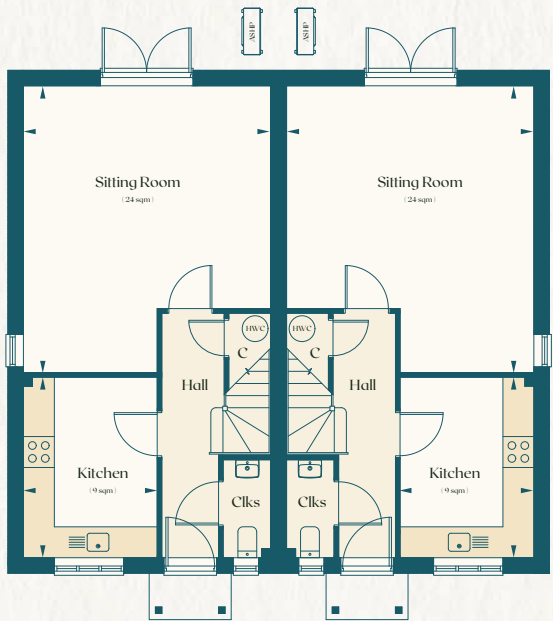 ASHP
ASHP
Sitting Room
( 24 sqm )
Sitting Room
( 24 sqm )
HWC
HWC
C
C
Hall
Hall
Kitchen
( 9 sqm )
Kitchen
( 9 sqm )
Clks
Clks